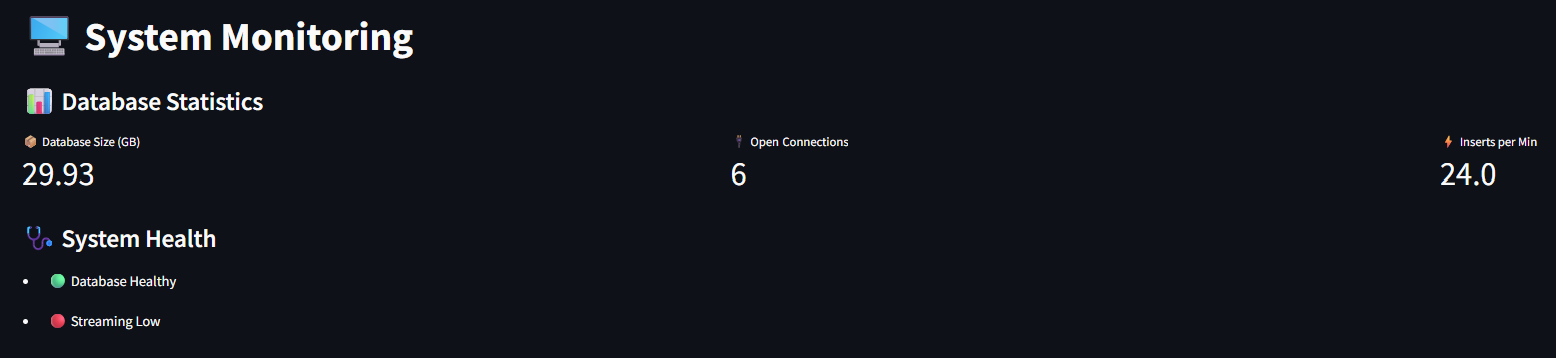 System Monitoring
Database Statistics
Database Size (GB)
29.93
Open Connections
6
Inserts per Min
24.0
System Health
Database Healthy
Streaming Low